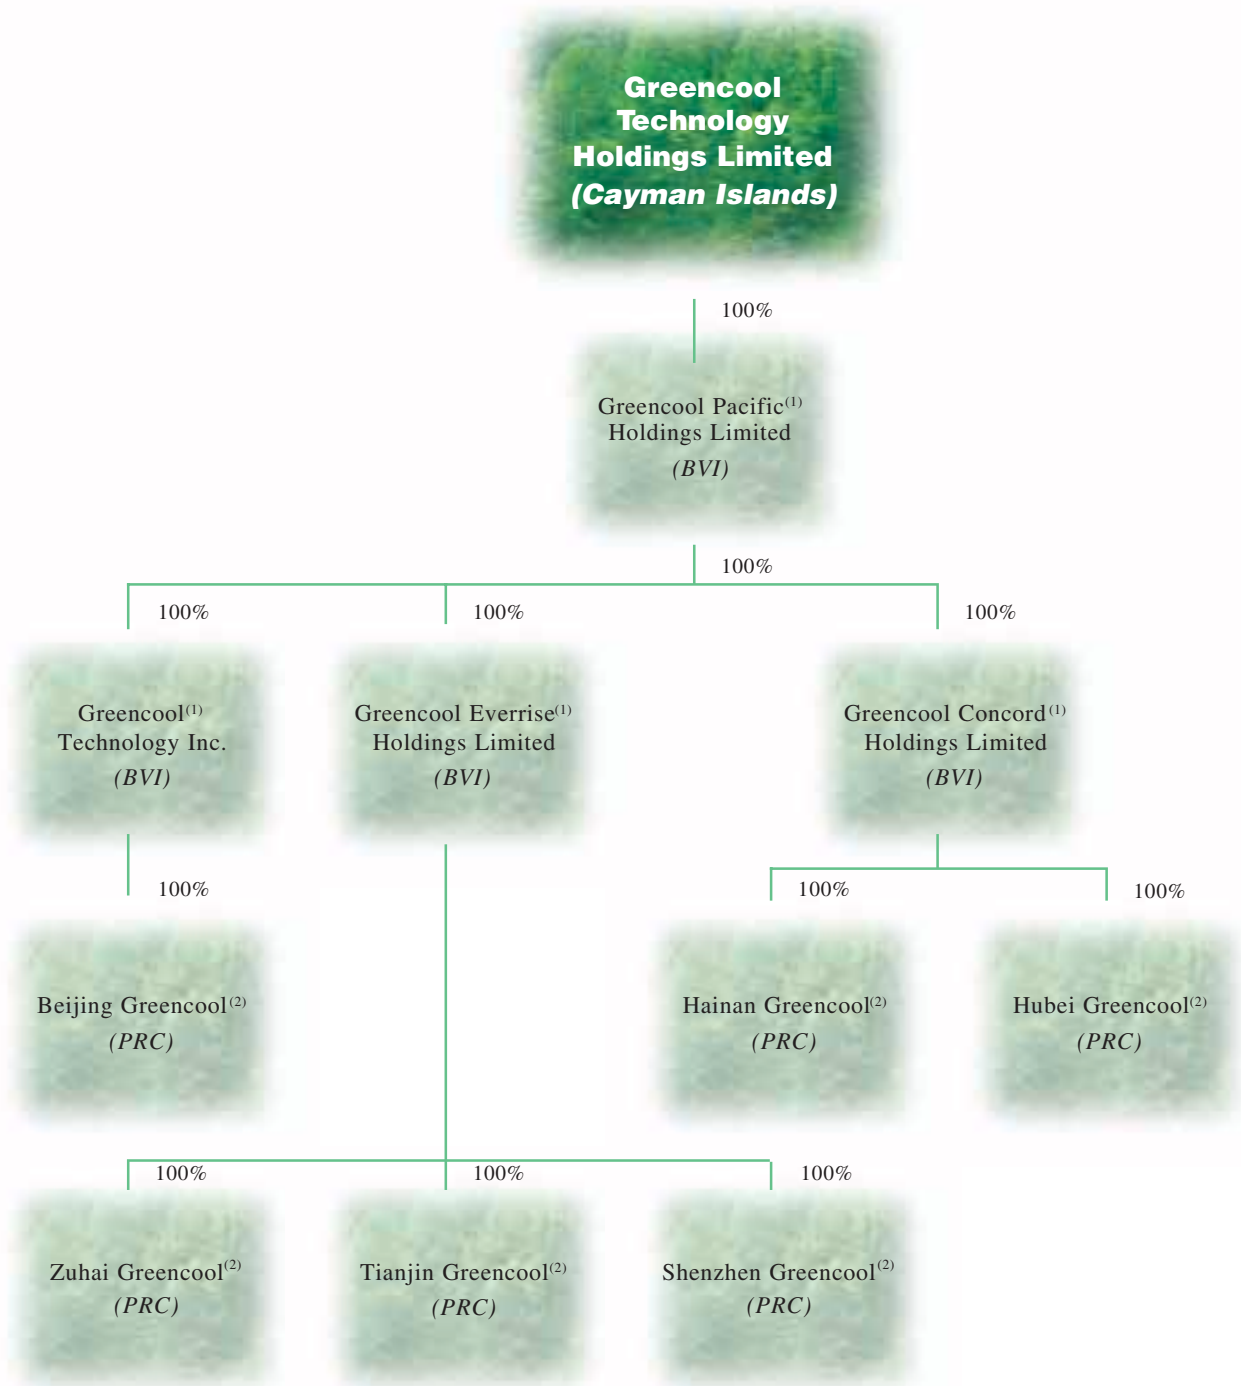 Greencool
Technology
Holdings Limited
(Cayman Islands)
100%
Greencool Pacific(1)
Holdings Limited
(BVI)
100%
100%
100%
100%
Greencool(1)
Technology Inc.
(BVI)
Greencool Everrise(1)
Holdings Limited
(BVI)
Greencool Concord(1)
Holdings Limited
(BVI)
100%
100%
100%
Beijing Greencool(2)
(PRC)
Hainan Greencool(2)
(PRC)
Hubei Greencool(2)
(PRC)
100%
100%
100%
Zuhai Greencool(2)
(PRC)
Tianjin Greencool(2)
(PRC)
Shenzhen Greencool(2)
(PRC)